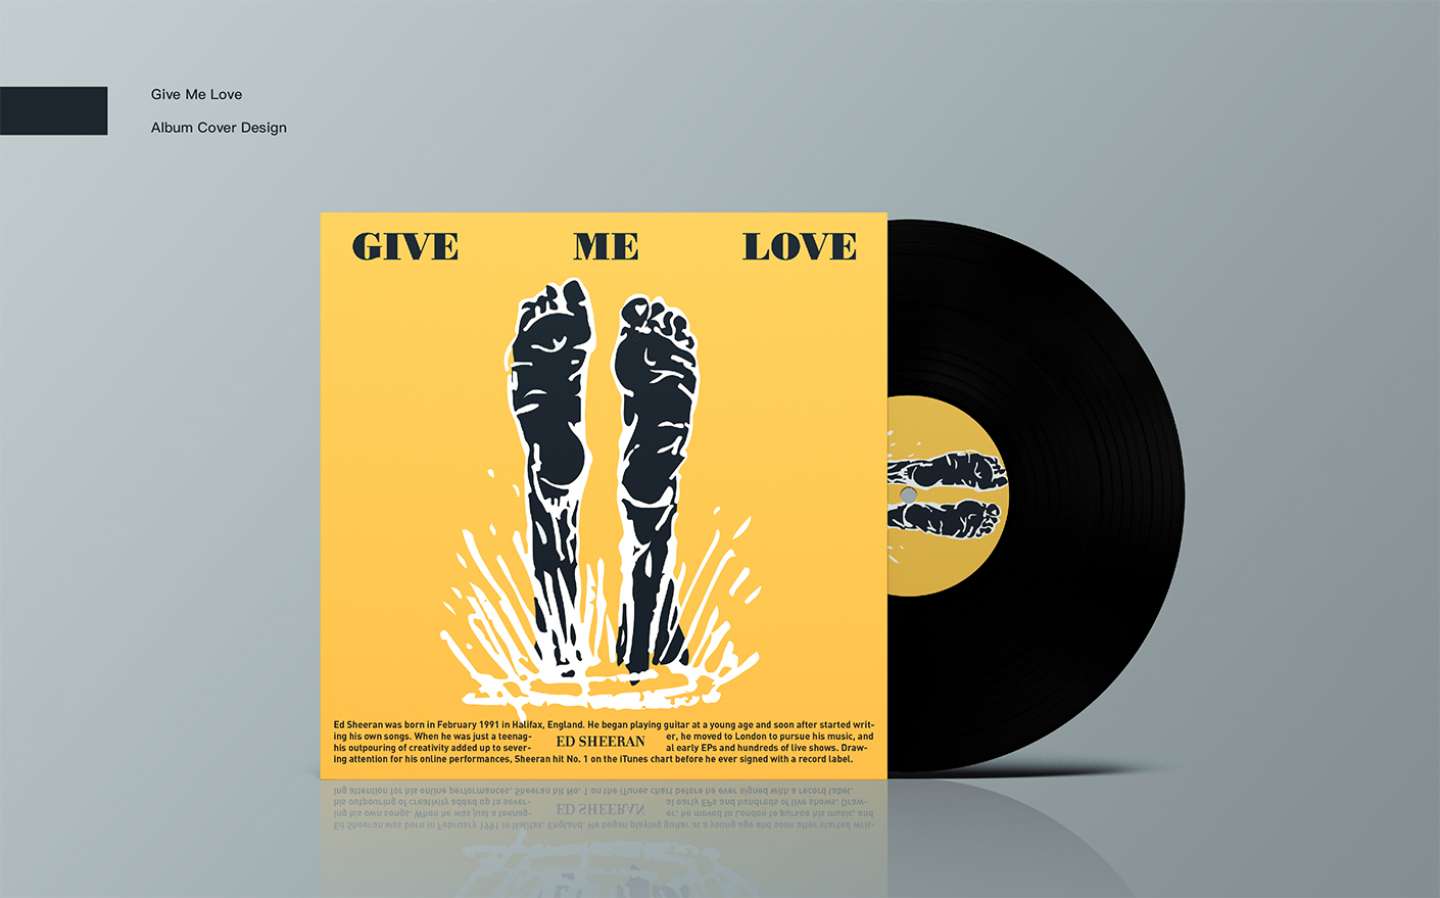 Give Me Love
Album Cover Design
GIVE ME LOVE
Ed Sheeran was born in February 1991 in Halifax, England. He began playing guitar at a young age and soon after started writ-
ing his own songs. When he was just a teenag- er, he moved to London to pursue his music, and
ED SHEERAN
his outpouring of creativity added up to sever- al early EPs and hundreds of live shows. Draw-
ing attention for his online performances, Sheeran hit No. 1 on the iTunes chart before he ever signed with a record label.